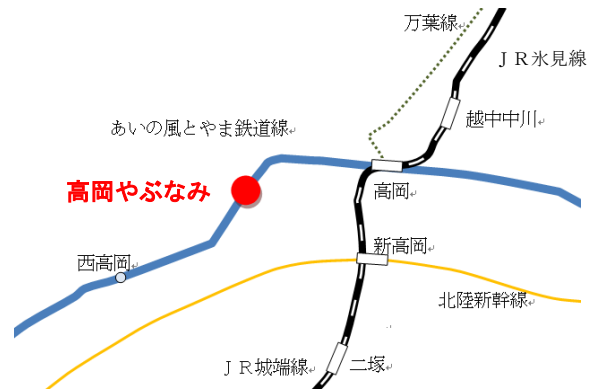 万葉線
ＪＲ氷見線
越中中川
あいの風とやま鉄道線
高岡やぶなみ
高岡
新高岡
西高岡
北陸新幹線
ＪＲ城端線
二塚